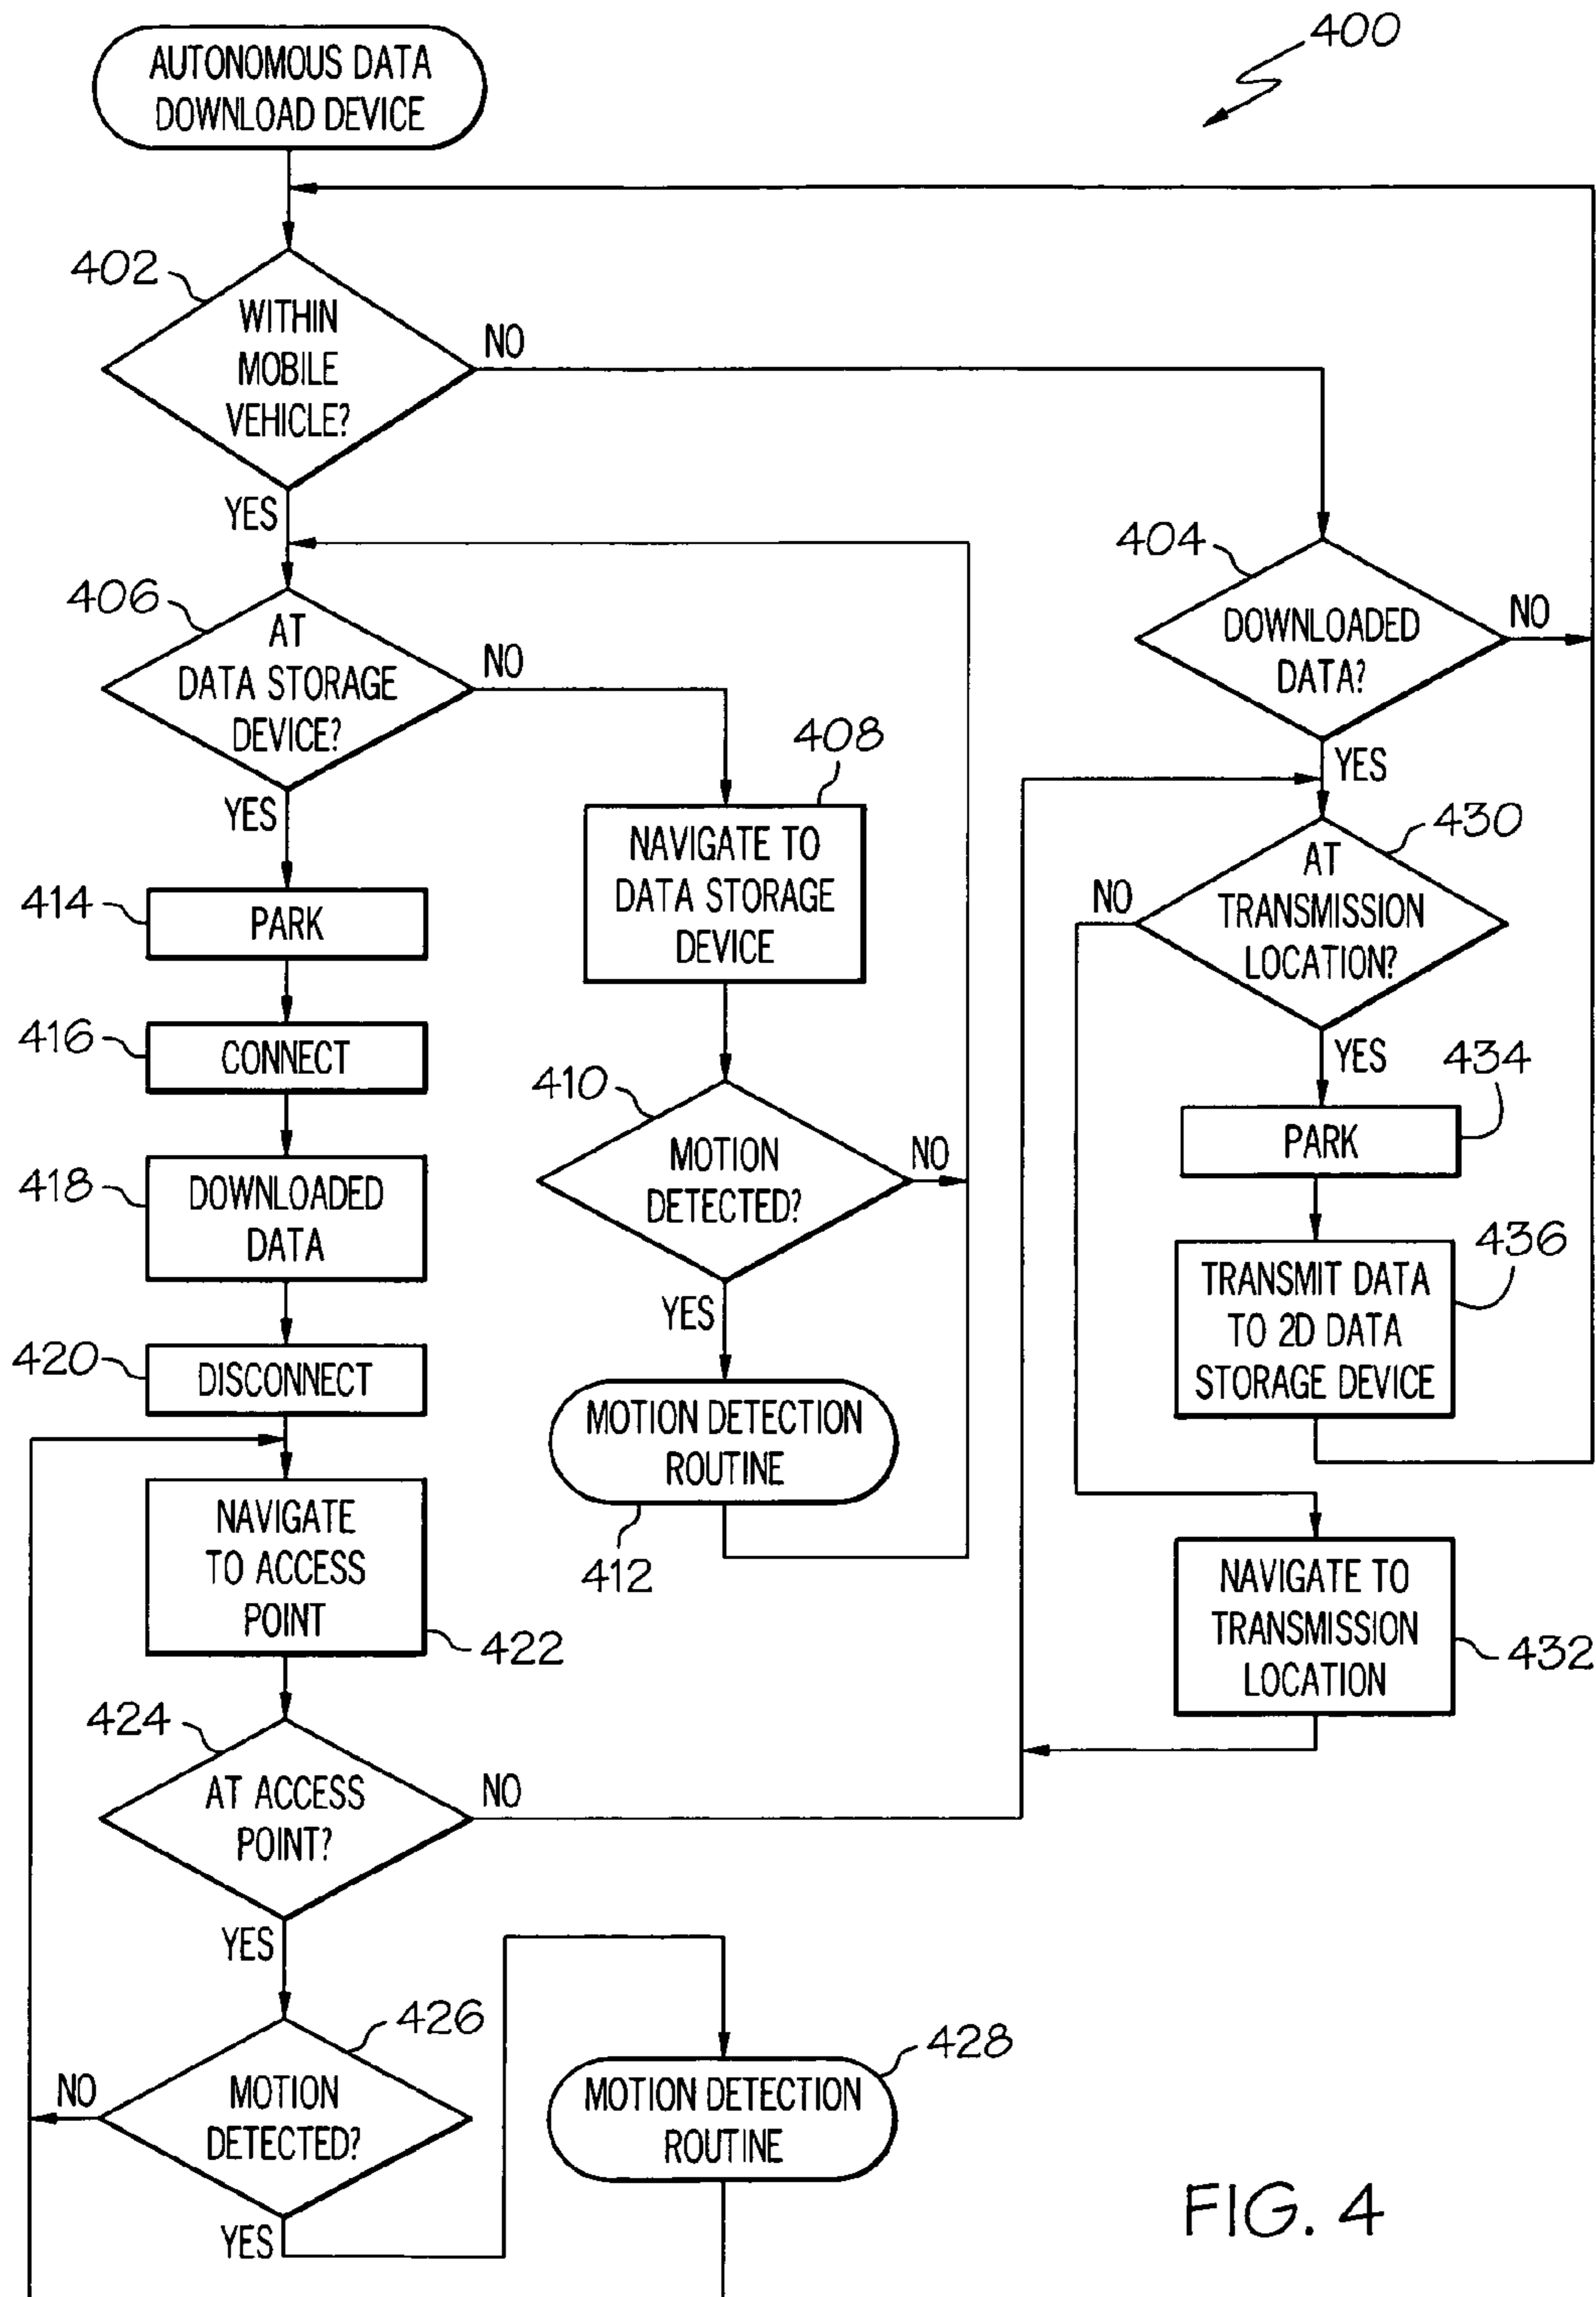 400
AUTONOMOUS DATA
DOWNLOAD DEVICE
402
WITHIN
MOBILE
VEHICLE?
NO
YES
404
DOWNLOADED
DATA?
NO
YES
406
AT
DATA STORAGE
DEVICE?
NO
YES
408
NAVIGATE TO
DATA STORAGE
DEVICE
410
MOTION
DETECTED?
NO
YES
MOTION DETECTION
ROUTINE
412
414
PARK
416
CONNECT
418
DOWNLOADED
DATA
420
DISCONNECT
NAVIGATE
TO ACCESS
POINT
422
424
AT ACCESS
POINT?
NO
YES
426
MOTION
DETECTED?
NO
YES
428
MOTION DETECTION
ROUTINE
430
AT
TRANSMISSION
LOCATION?
NO
YES
434
PARK
436
TRANSMIT DATA
TO 2D DATA
STORAGE DEVICE
NAVIGATE TO
TRANSMISSION
LOCATION
432
FIG. 4